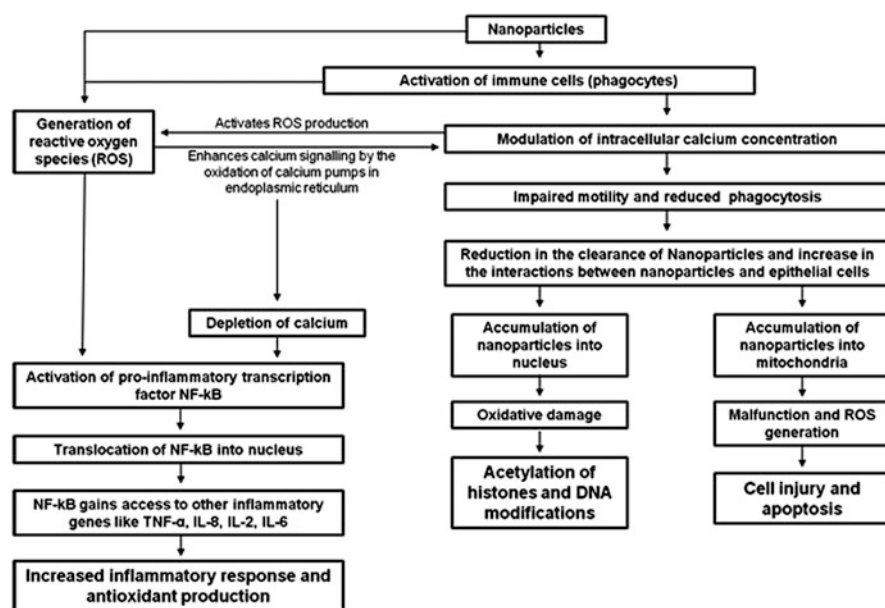 Nanoparticles
Activation of immune cells (phagocytes)
Generation of
reactive oxygen
species (ROS)
Activates ROS production
Enhances calcium signalling by the
oxidation of calcium pumps in
endoplasmic reticulum
Modulation of intracellular calcium concentration
Impaired motility and reduced phagocytosis
Reduction in the clearance of Nanoparticles and increase in
the interactions between nanoparticles and epithelial cells
Depletion of calcium
Accumulation of
nanoparticles into
nucleus
Accumulation of
nanoparticles into
mitochondria
Activation of pro-inflammatory transcription
factor NF-kB
Oxidative damage
Malfunction and ROS
generation
Translocation of NF-kB into nucleus
Acetylation of
histones and DNA
modifications
Cell injury and
apoptosis
NF-kB gains access to other inflammatory
genes like TNF-α, IL-8, IL-2, IL-6
Increased inflammatory response and
antioxidant production